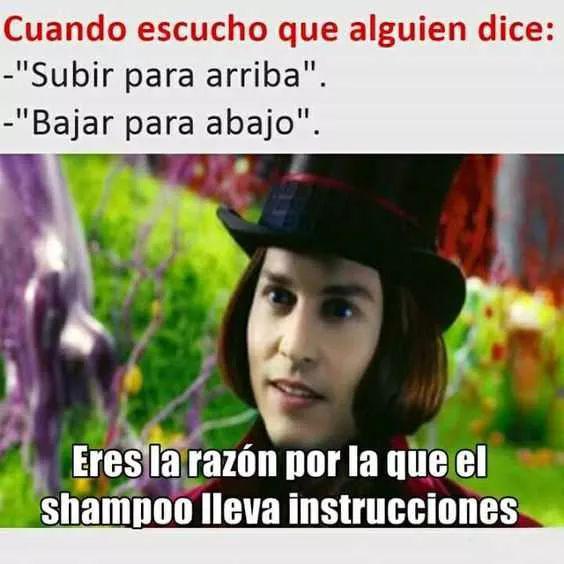 Cuando escucho que alguien dice:
-"Subir para arriba".
-"Bajar para abajo".
Eres la razón por la que el
shampoo lleva instrucciones